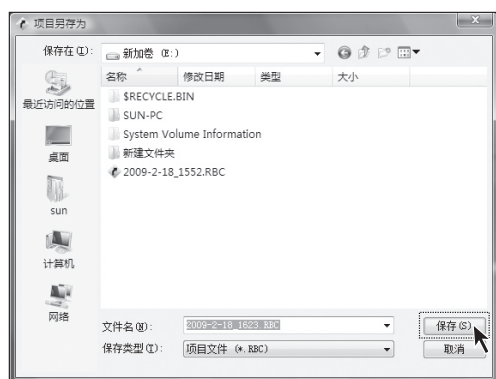 项目另存为
保存在(I):
新加卷 (E:)
名称
修改日期
类型
大小
$RECYCLE.BIN
SUN-PC
System Volume Information
新建文件夹
2009-2-18_1552.RBC
最近访问的位置
桌面
sun
计算机
网络
文件名(N):
2009-2-18_1623.RBC
保存(S)
保存类型(T):
项目文件 (*.RBC)
取消